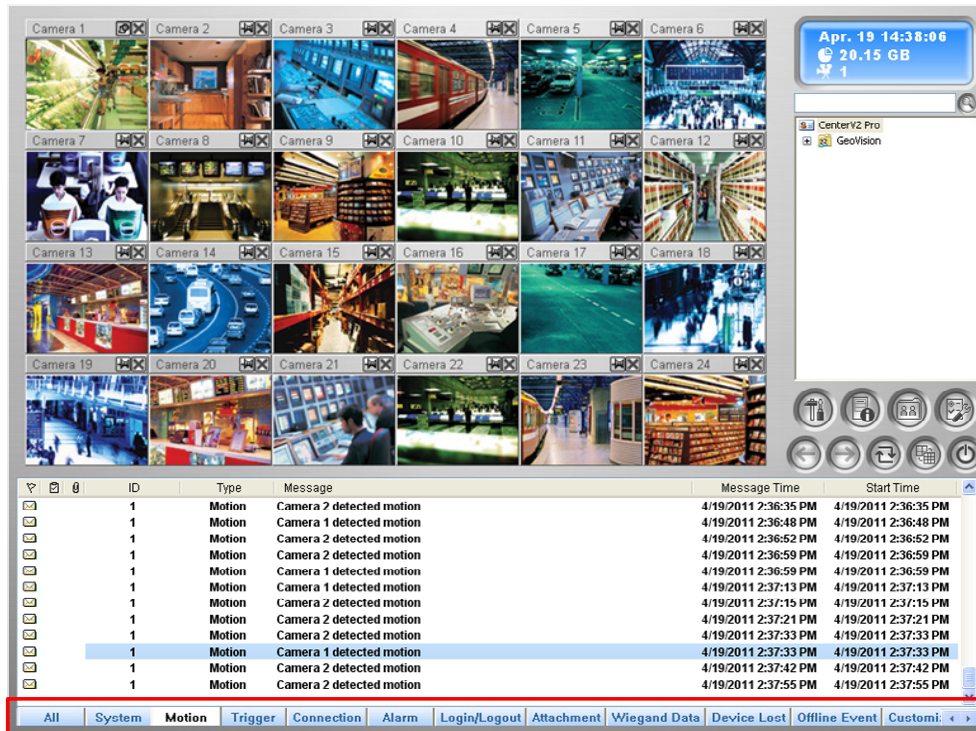 Camera 1 Camera 2 Camera 3 Camera 4 Camera 5 Camera 6
Apr. 19 14:38:06
20.15 GB
1
CenterV2 Pro
GeoVision
Camera 7 Camera 8 Camera 9 Camera 10 Camera 11 Camera 12
Camera 13 Camera 14 Camera 15 Camera 16 Camera 17 Camera 18
Camera 19 Camera 20 Camera 21 Camera 22 Camera 23 Camera 24
ID Type Message Message Time Start Time
1 Motion Camera 2 detected motion 4/19/2011 2:36:35 PM 4/19/2011 2:36:35 PM
1 Motion Camera 1 detected motion 4/19/2011 2:36:48 PM 4/19/2011 2:36:48 PM
1 Motion Camera 2 detected motion 4/19/2011 2:36:52 PM 4/19/2011 2:36:52 PM
1 Motion Camera 2 detected motion 4/19/2011 2:36:59 PM 4/19/2011 2:36:59 PM
1 Motion Camera 1 detected motion 4/19/2011 2:36:59 PM 4/19/2011 2:36:59 PM
1 Motion Camera 1 detected motion 4/19/2011 2:37:13 PM 4/19/2011 2:37:13 PM
1 Motion Camera 2 detected motion 4/19/2011 2:37:15 PM 4/19/2011 2:37:15 PM
1 Motion Camera 2 detected motion 4/19/2011 2:37:21 PM 4/19/2011 2:37:21 PM
1 Motion Camera 2 detected motion 4/19/2011 2:37:33 PM 4/19/2011 2:37:33 PM
1 Motion Camera 1 detected motion 4/19/2011 2:37:33 PM 4/19/2011 2:37:33 PM
1 Motion Camera 2 detected motion 4/19/2011 2:37:42 PM 4/19/2011 2:37:42 PM
1 Motion Camera 2 detected motion 4/19/2011 2:37:55 PM 4/19/2011 2:37:55 PM
All System Motion Trigger Connection Alarm Login/Logout Attachment Wiegand Data Device Lost Offline Event Customi